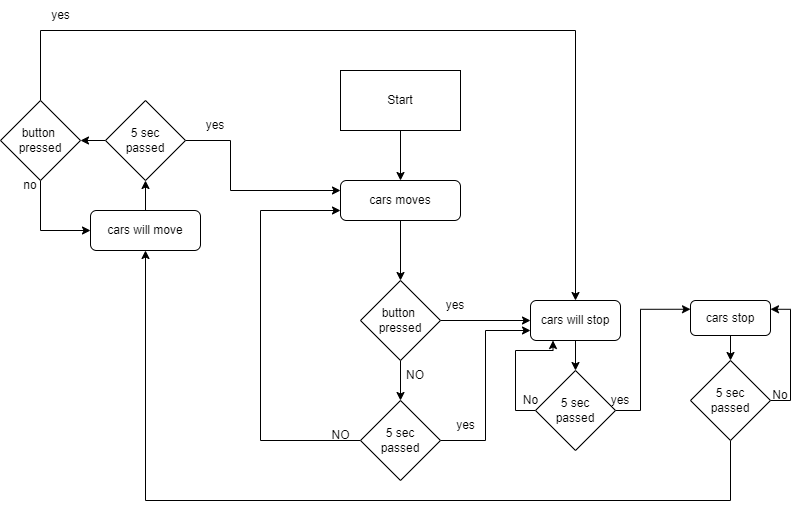 yes
Start
button
pressed
5 sec
passed
yes
no
cars moves
cars will move
button
pressed
yes
cars will stop
cars stop
NO
5 sec
passed
NO
yes
No
5 sec
passed
yes
5 sec
passed
No